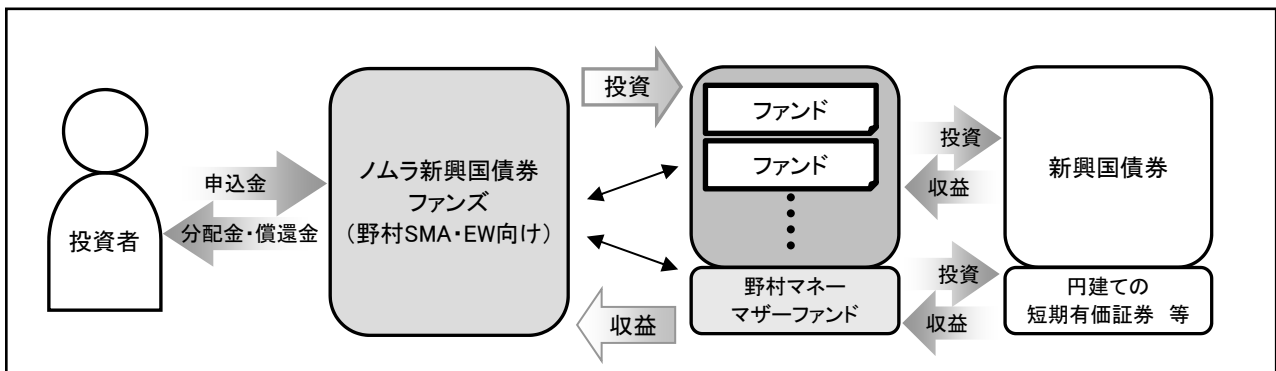 投資者
申込金
分配金・償還金
ノムラ新興国債券
ファンズ
（野村SMA・EW向け）
投資
収益
ファンド
ファンド
野村マネー
マザーファンド
投資
収益
投資
収益
新興国債券
円建ての
短期有価証券 等